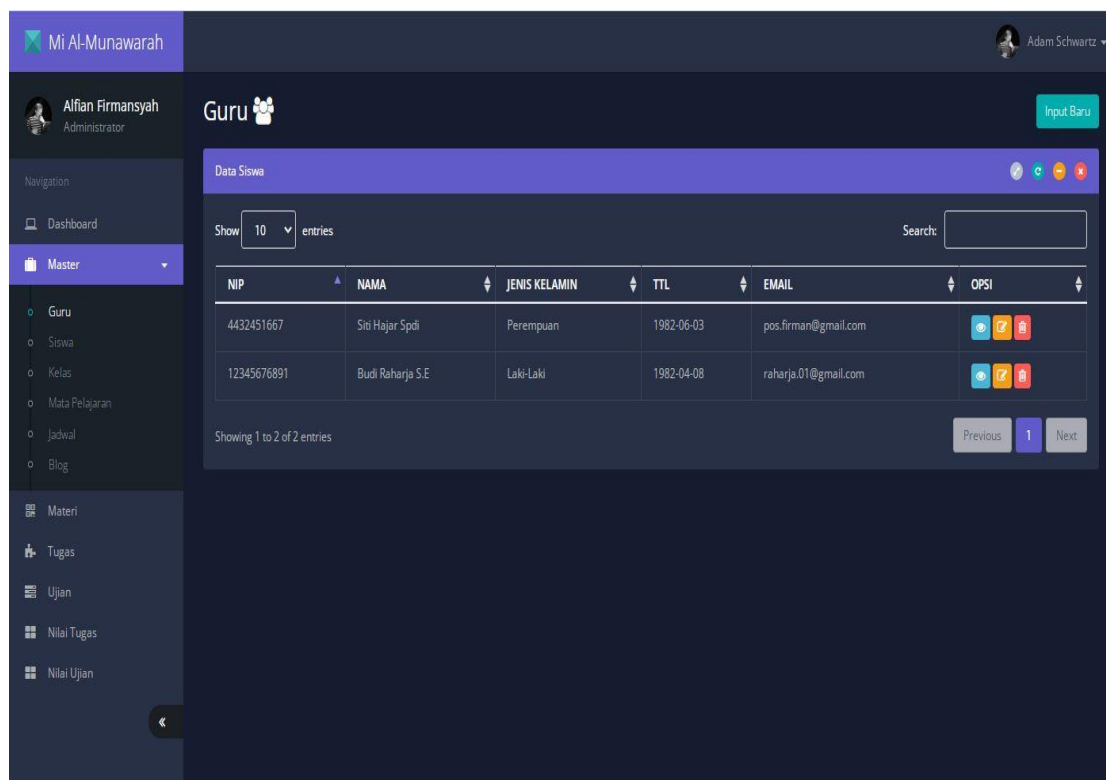 Mi Al-Munawarah
Adam Schwartz
Alfian Firmansyah
Administrator
Navigation
Dashboard
Master
Guru
Siswa
Kelas
Mata Pelajaran
Jadwal
Blog
Materi
Tugas
Ujian
Nilai Tugas
Nilai Ujian
Guru
Input Baru
Data Siswa
Show 10 entries
Search:
NIP NAMA JENIS KELAMIN TTL EMAIL OPSI
4432451667 Siti Hajar Spdi Perempuan 1982-06-03 pos.firman@gmail.com
12345676891 Budi Raharja S.E Laki-Laki 1982-04-08 raharja.01@gmail.com
Showing 1 to 2 of 2 entries
Previous 1 Next